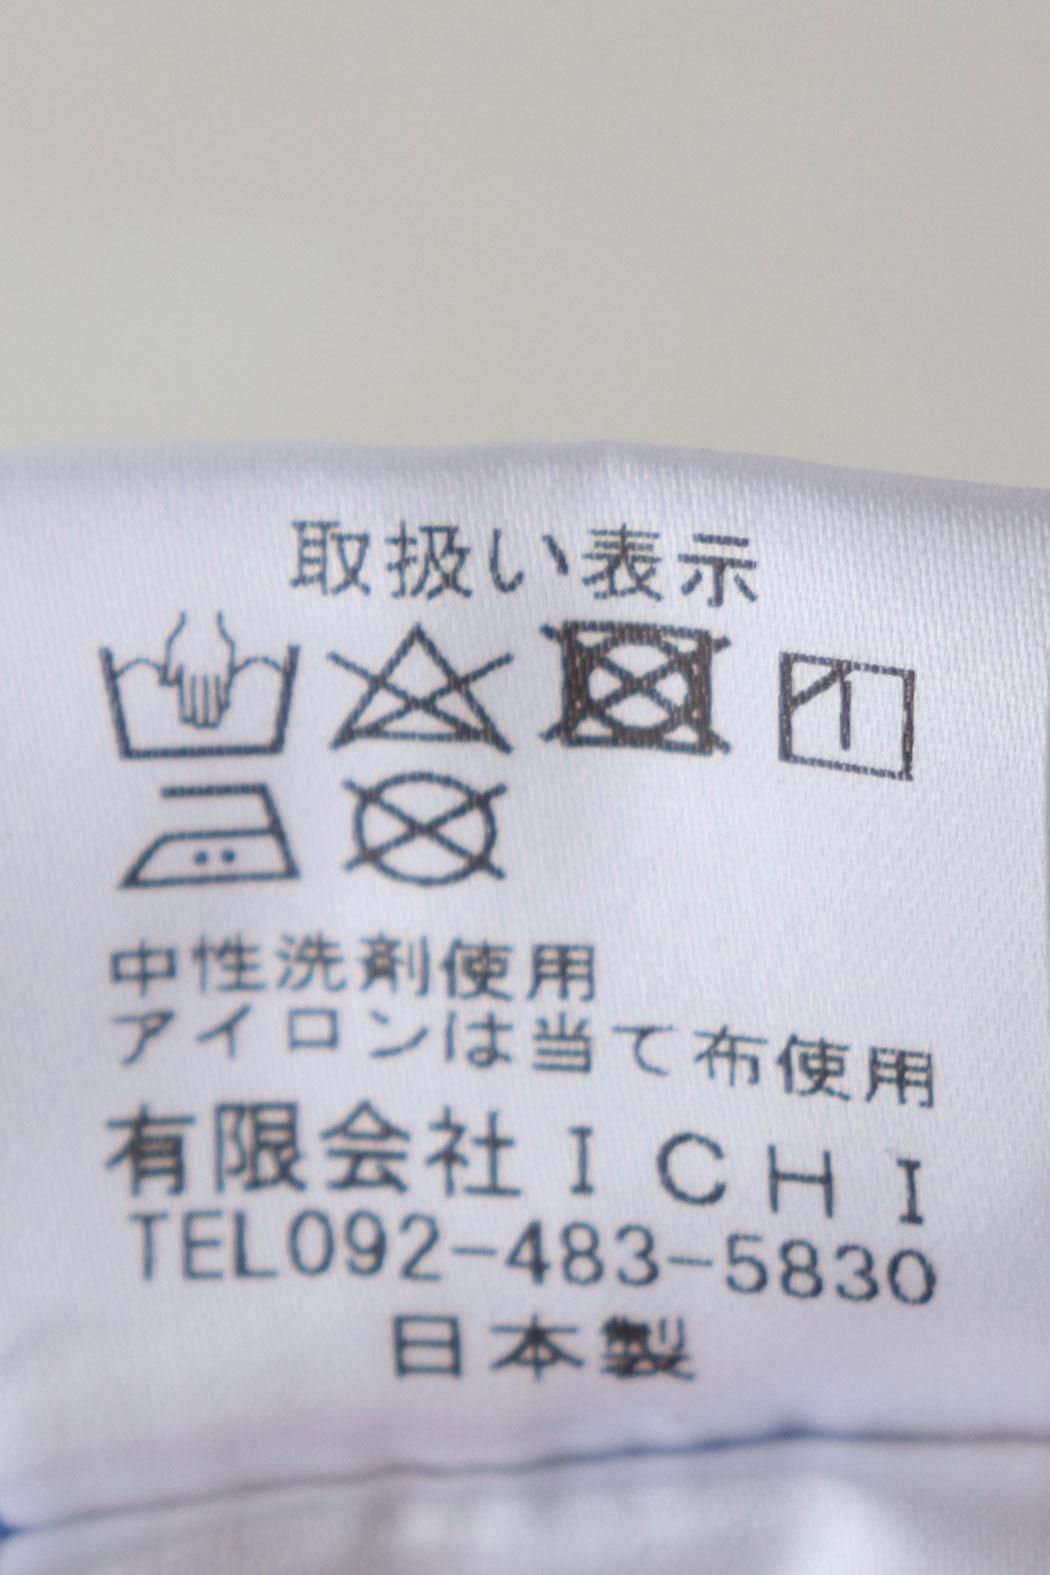 取扱い表示
中性洗剤使用
アイロンは当て布使用
有限会社ＩＣＨＩ
TEL092-483-5830
日本製